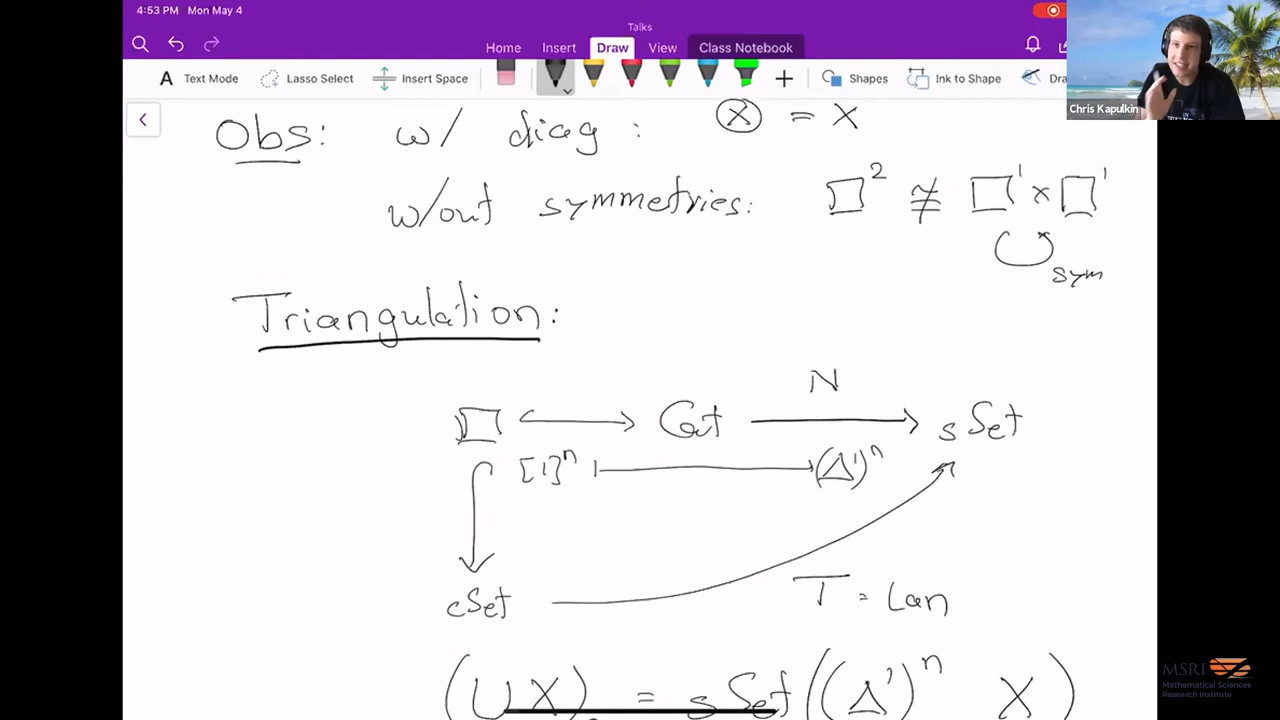 4:53 PM Mon May 4
Talks
Home Insert Draw View Class Notebook
Text Mode Lasso Select Insert Space Shapes Ink to Shape Dra
Chris Kapulkin
Obs: w/ diag : ⊗ = X
w/out symmetries: □² ≇ □¹ × □¹
sym
Triangulation:
N
□ Cat sSet
[1]ⁿ (Δ¹)ⁿ
cSet T = Lan
(U X) = sSet((Δ¹)ⁿ X)
MSRI
Mathematical Sciences
Research Institute